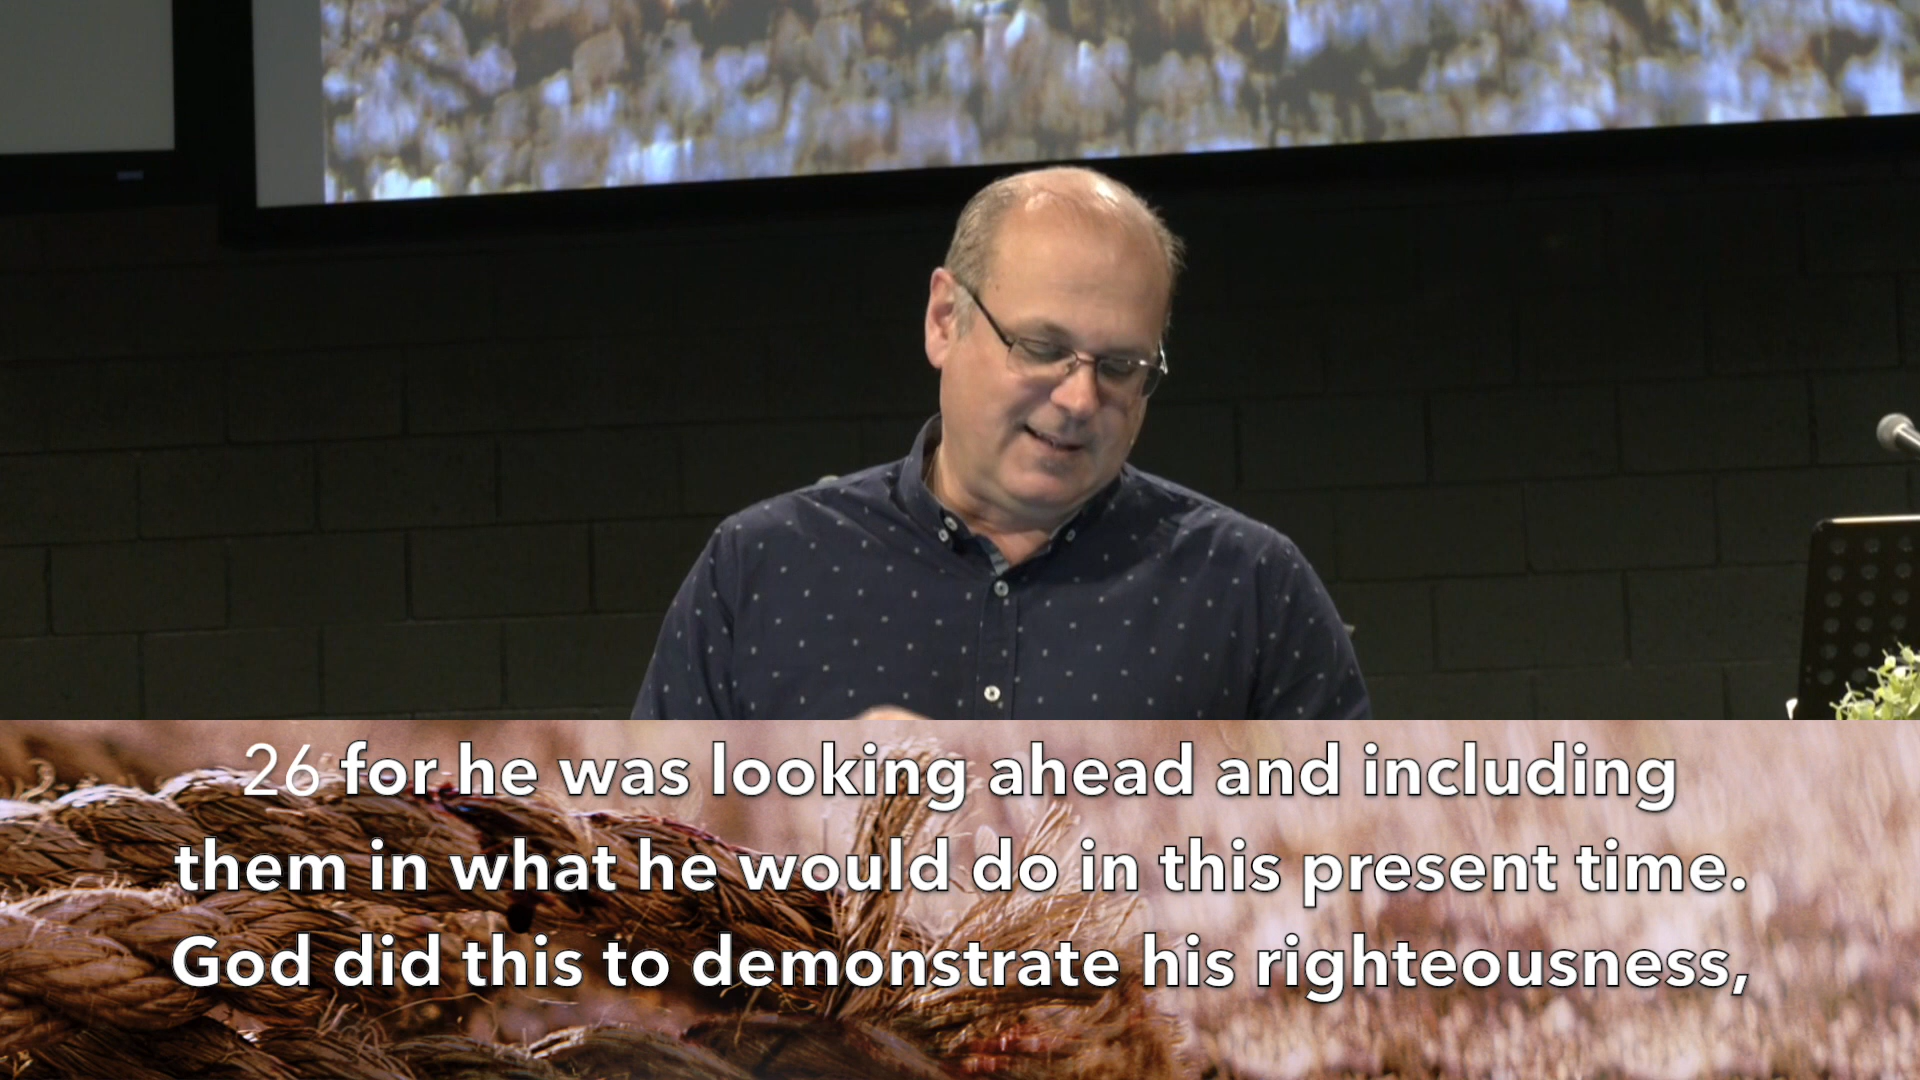 26 for he was looking ahead and including
them in what he would do in this present time.
God did this to demonstrate his righteousness,